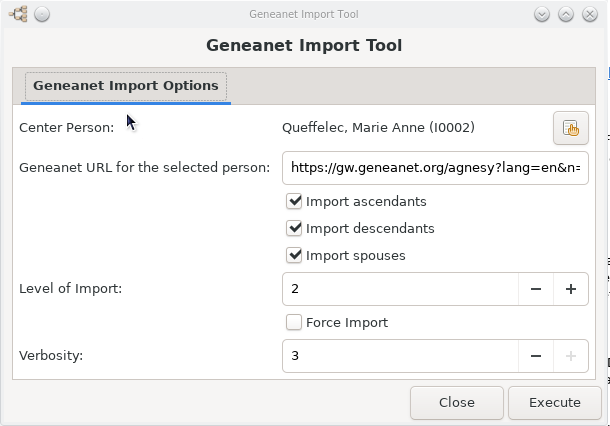 Geneanet Import Tool
Geneanet Import Tool
Geneanet Import Options
Center Person: Queffelec, Marie Anne (I0002)
Geneanet URL for the selected person: https://gw.geneanet.org/agnesy?lang=en&n=
Import ascendants
Import descendants
Import spouses
Level of Import: 2 − +
Force Import
Verbosity: 3 − +
Close Execute